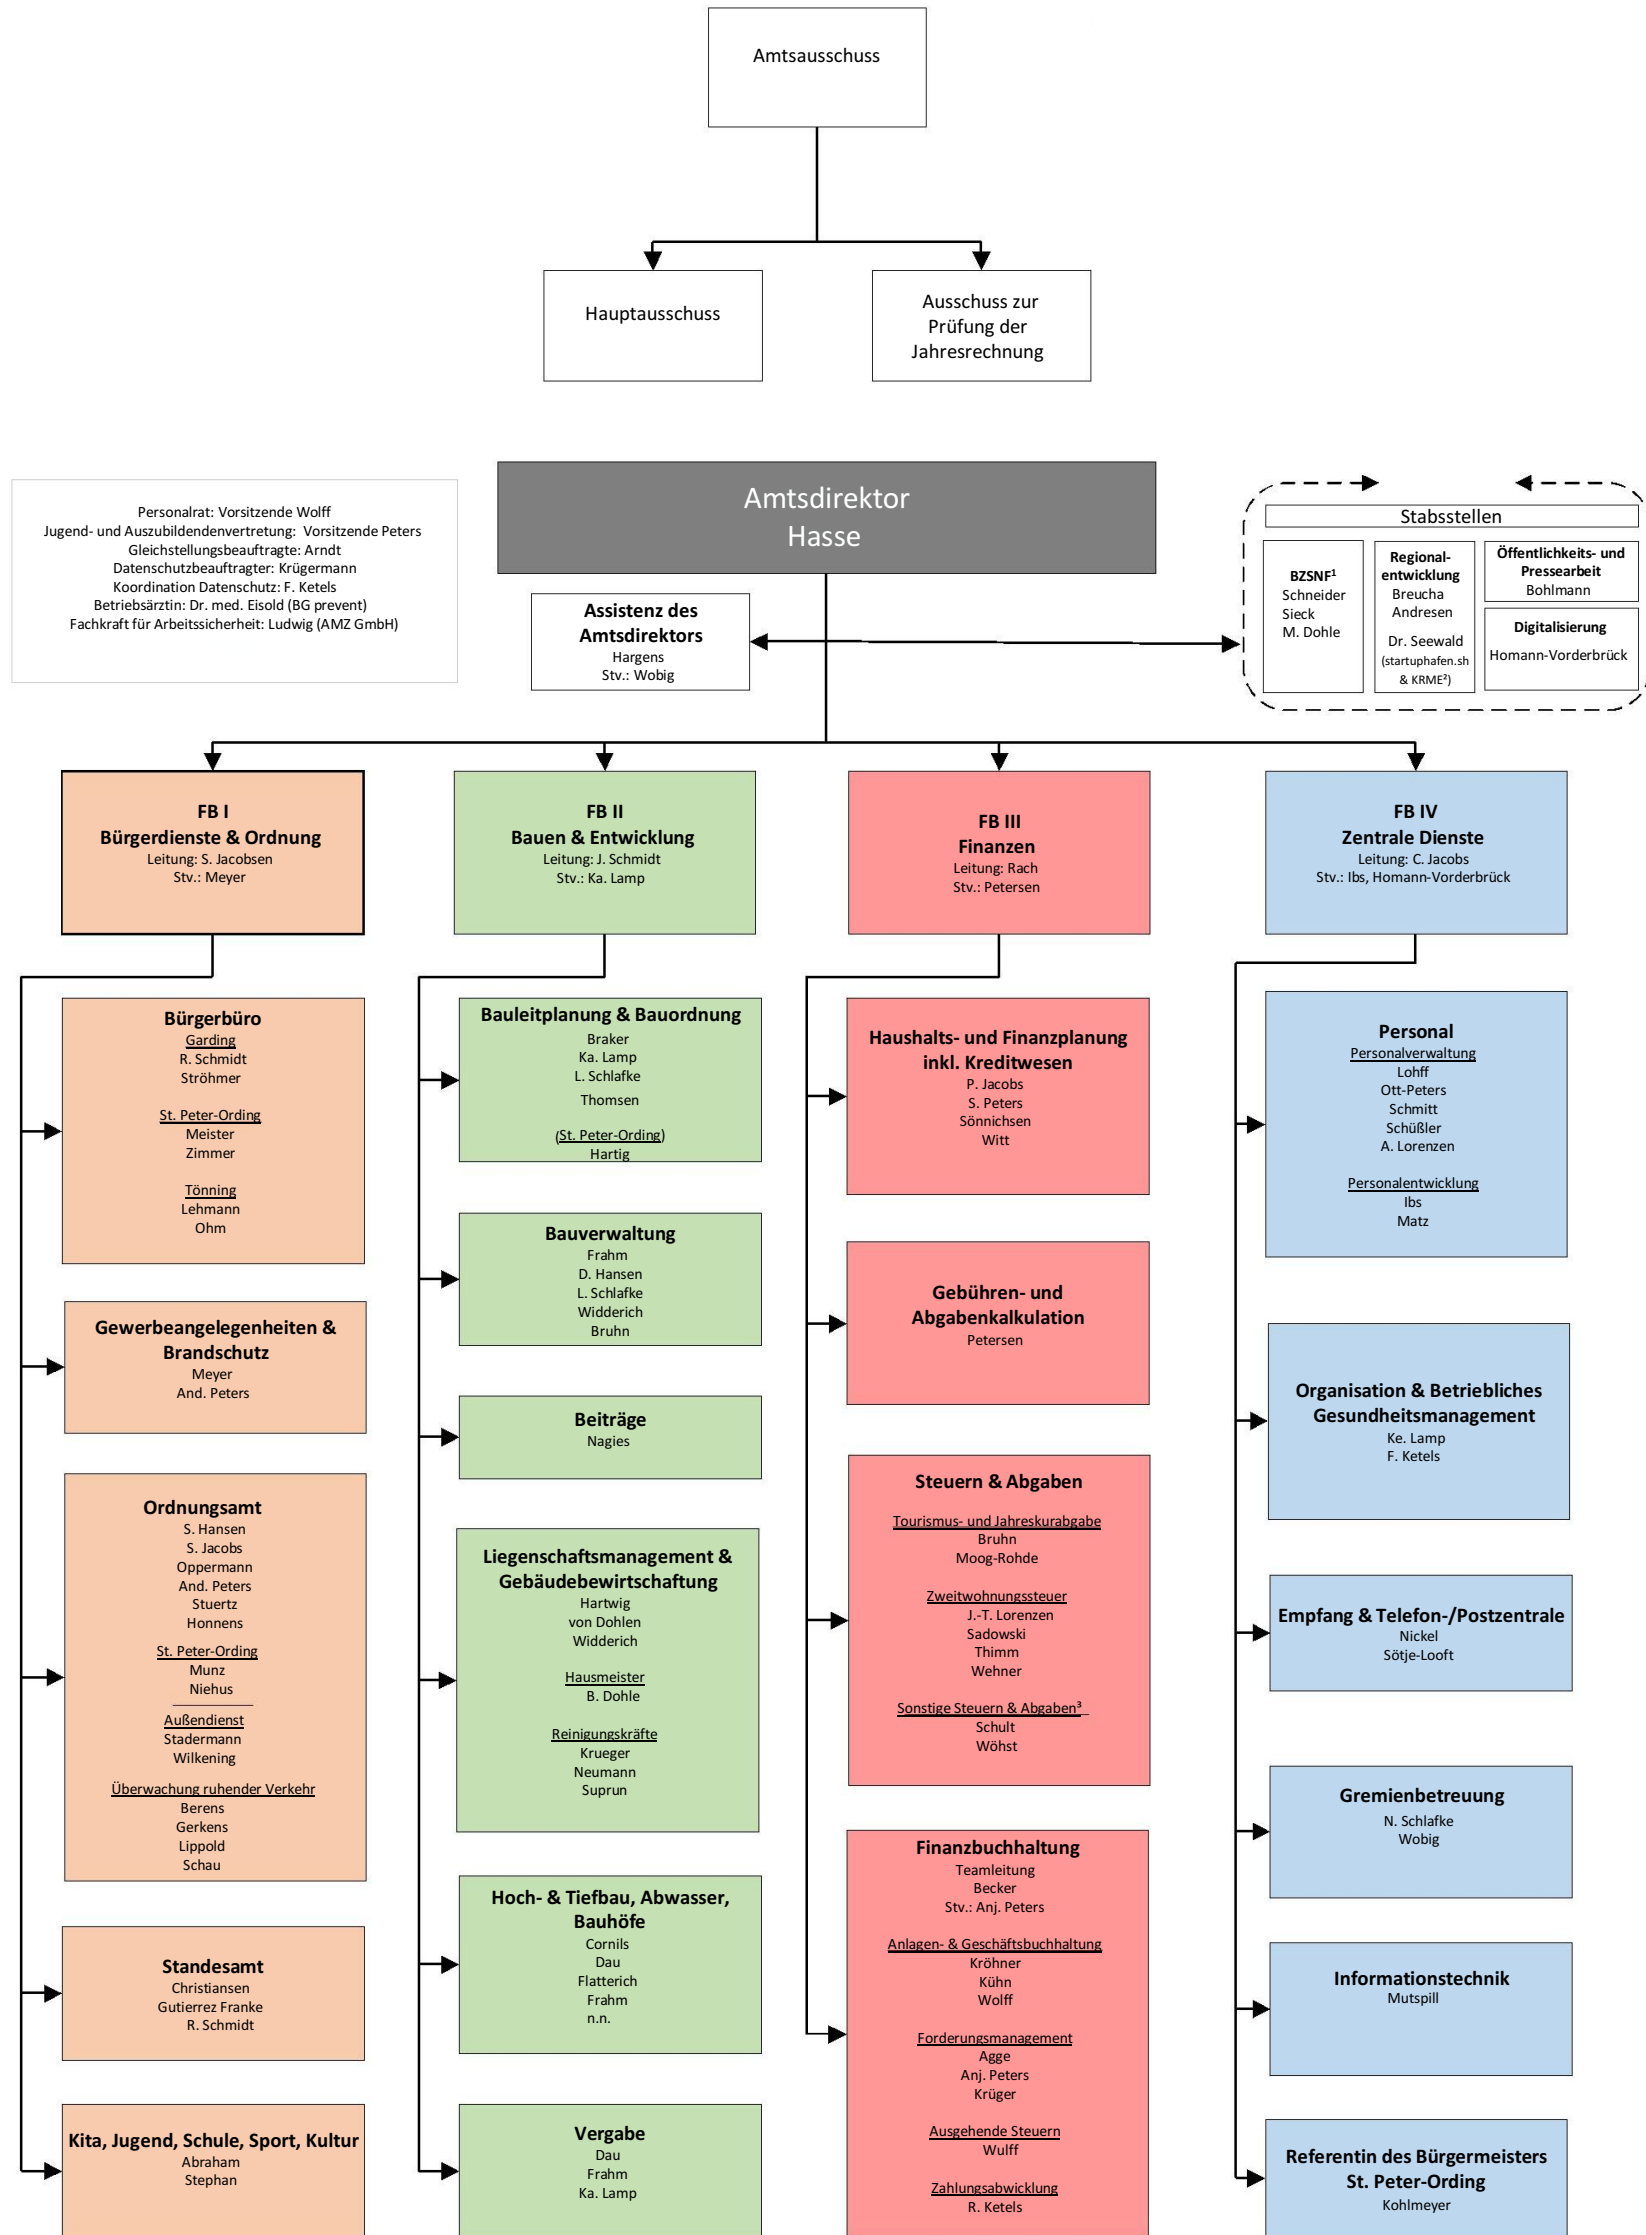 Amtsausschuss
Hauptausschuss
Ausschuss zur
Prüfung der
Jahresrechnung
Amtsdirektor
Hasse
Personalrat: Vorsitzende Wolff
Jugend- und Auszubildendenvertretung: Vorsitzende Peters
Gleichstellungsbeauftragte: Arndt
Datenschutzbeauftragter: Krügermann
Koordination Datenschutz: F. Ketels
Betriebsärztin: Dr. med. Eisold (BG prevent)
Fachkraft für Arbeitssicherheit: Ludwig (AMZ GmbH)
Assistenz des
Amtsdirektors
Hargens
Stv.: Wobig
Stabsstellen
BZSNF¹
Schneider
Sieck
M. Dohle
Regional-
entwicklung
Breucha
Andresen
Dr. Seewald
(startuphafen.sh
& KRME²)
Öffentlichkeits- und
Pressearbeit
Bohlmann
Digitalisierung
Homann-Vorderbrück
FB I
Bürgerdienste & Ordnung
Leitung: S. Jacobsen
Stv.: Meyer
Bürgerbüro
Garding
R. Schmidt
Ströhmer
St. Peter-Ording
Meister
Zimmer
Tönning
Lehmann
Ohm
Gewerbeangelegenheiten &
Brandschutz
Meyer
And. Peters
Ordnungsamt
S. Hansen
S. Jacobs
Oppermann
And. Peters
Stuertz
Honnens
St. Peter-Ording
Munz
Niehus
Außendienst
Stadermann
Wilkening
Überwachung ruhender Verkehr
Berens
Gerkens
Lippold
Schau
Standesamt
Christiansen
Gutierrez Franke
R. Schmidt
Kita, Jugend, Schule, Sport, Kultur
Abraham
Stephan
FB II
Bauen & Entwicklung
Leitung: J. Schmidt
Stv.: Ka. Lamp
Bauleitplanung & Bauordnung
Braker
Ka. Lamp
L. Schlafke
Thomsen
(St. Peter-Ording)
Hartig
Bauverwaltung
Frahm
D. Hansen
L. Schlafke
Widderich
Bruhn
Beiträge
Nagies
Liegenschaftsmanagement &
Gebäudebewirtschaftung
Hartwig
von Dohlen
Widderich
Hausmeister
B. Dohle
Reinigungskräfte
Krueger
Neumann
Suprun
Hoch- & Tiefbau, Abwasser,
Bauhöfe
Cornils
Dau
Flatterich
Frahm
n.n.
Vergabe
Dau
Frahm
Ka. Lamp
FB III
Finanzen
Leitung: Rach
Stv.: Petersen
Haushalts- und Finanzplanung
inkl. Kreditwesen
P. Jacobs
S. Peters
Sönnichsen
Witt
Gebühren- und
Abgabenkalkulation
Petersen
Steuern & Abgaben
Tourismus- und Jahreskurabgabe
Bruhn
Moog-Rohde
Zweitwohnungssteuer
J.-T. Lorenzen
Sadowski
Thimm
Wehner
Sonstige Steuern & Abgaben³
Schult
Wöhst
Finanzbuchhaltung
Teamleitung
Becker
Stv.: Anj. Peters
Anlagen- & Geschäftsbuchhaltung
Kröhner
Kühn
Wolff
Forderungsmanagement
Agge
Anj. Peters
Krüger
Ausgehende Steuern
Wulff
Zahlungsabwicklung
R. Ketels
FB IV
Zentrale Dienste
Leitung: C. Jacobs
Stv.: Ibs, Homann-Vorderbrück
Personal
Personalverwaltung
Lohff
Ott-Peters
Schmitt
Schüßler
A. Lorenzen
Personalentwicklung
Ibs
Matz
Organisation & Betriebliches
Gesundheitsmanagement
Ke. Lamp
F. Ketels
Empfang & Telefon-/Postzentrale
Nickel
Sötje-Looft
Gremienbetreuung
N. Schlafke
Wobig
Informationstechnik
Mutspill
Referentin des Bürgermeisters
St. Peter-Ording
Kohlmeyer